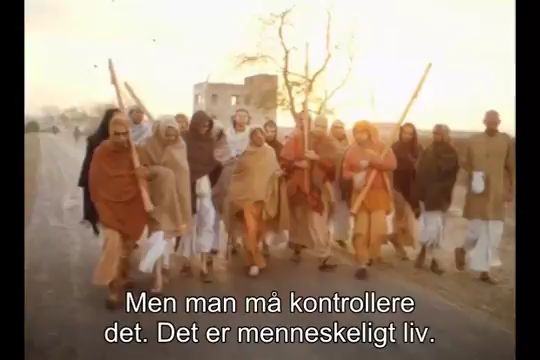 Men man må kontrollere
det. Det er menneskeligt liv.